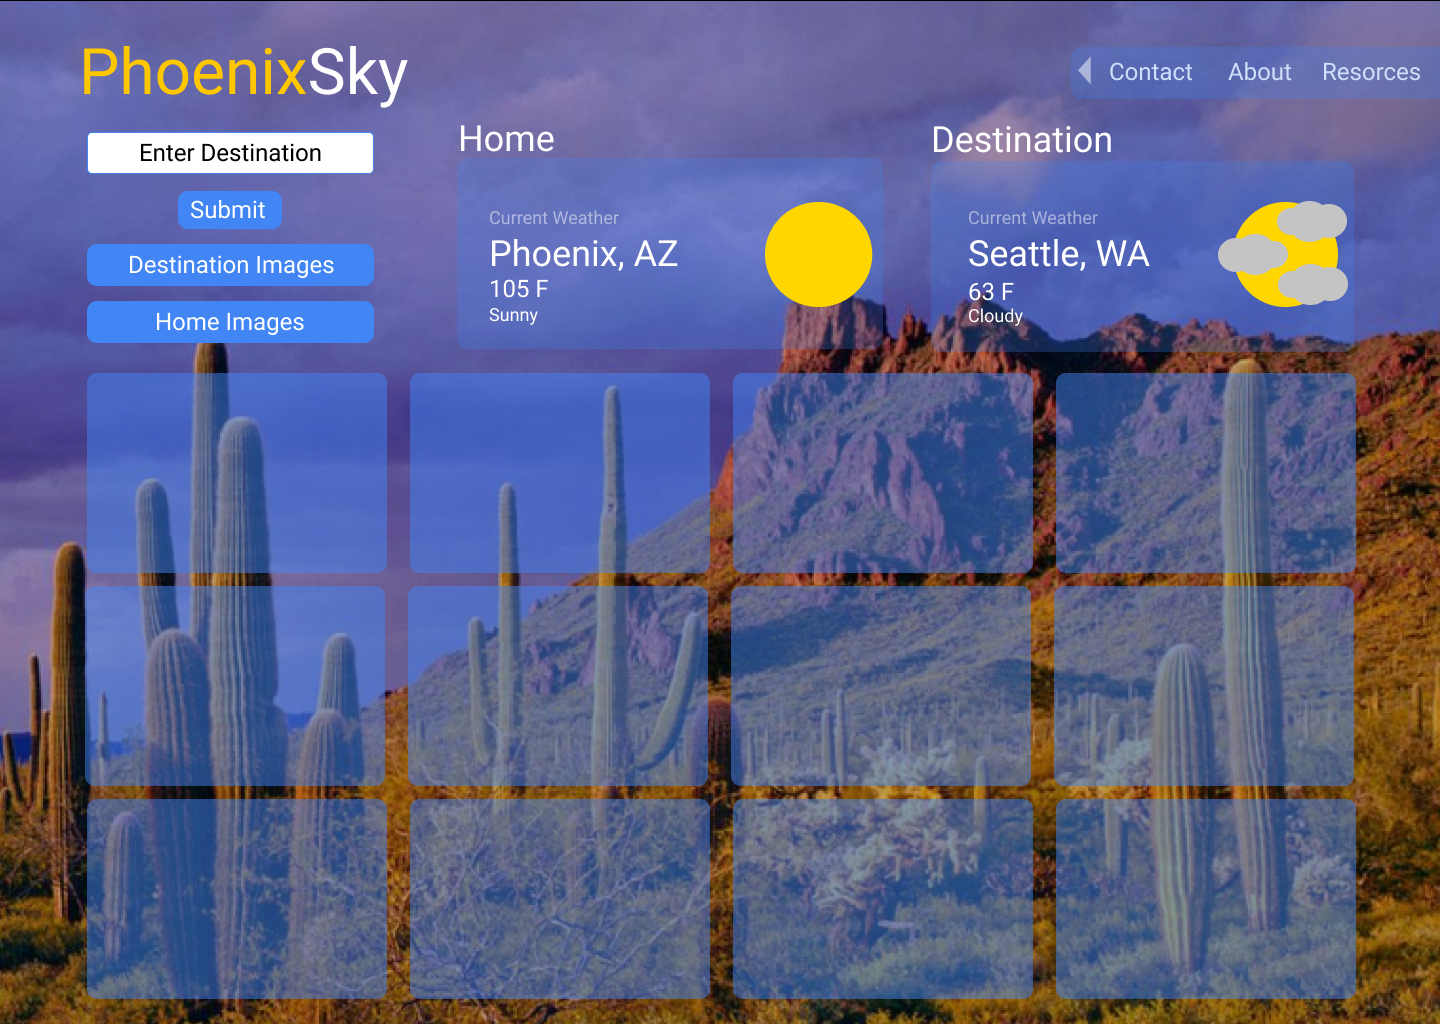 PhoenixSky
Contact About Resorces
Enter Destination
Submit
Destination Images
Home Images
Home
Current Weather
Phoenix, AZ
105 F
Sunny
Destination
Current Weather
Seattle, WA
63 F
Cloudy